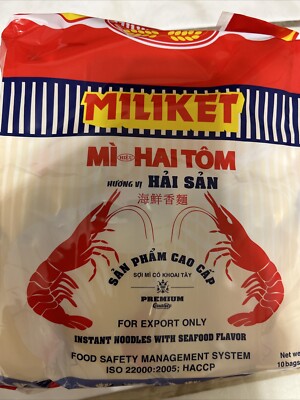 MILIKET
MÌ HIỆU HAI TÔM
HƯƠNG VỊ HẢI SẢN
海鮮香麵
SẢN PHẨM CAO CẤP
SỢI MÌ CÓ KHOAI TÂY
PREMIUM
Quality
FOR EXPORT ONLY
INSTANT NOODLES WITH SEAFOOD FLAVOR
FOOD SAFETY MANAGEMENT SYSTEM
ISO 22000:2005; HACCP
Net we
10 bags